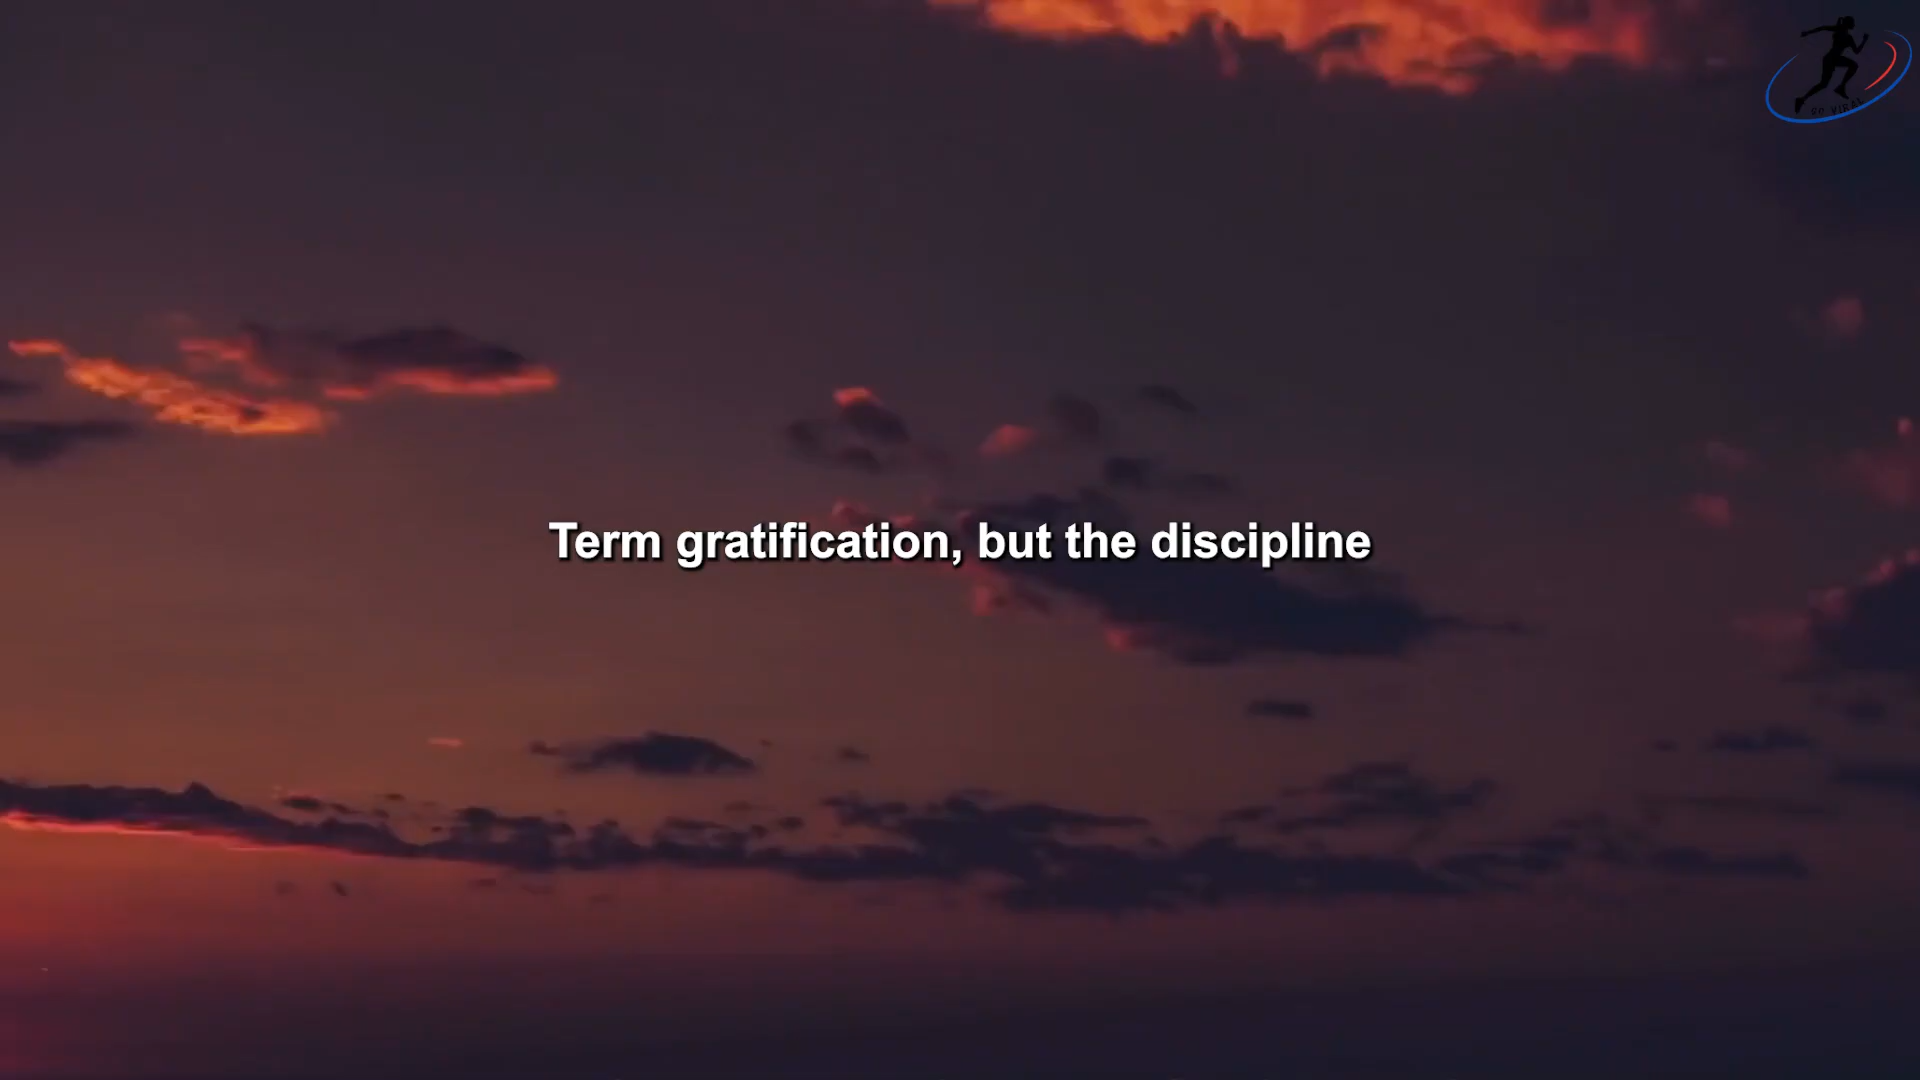 Term gratification, but the discipline